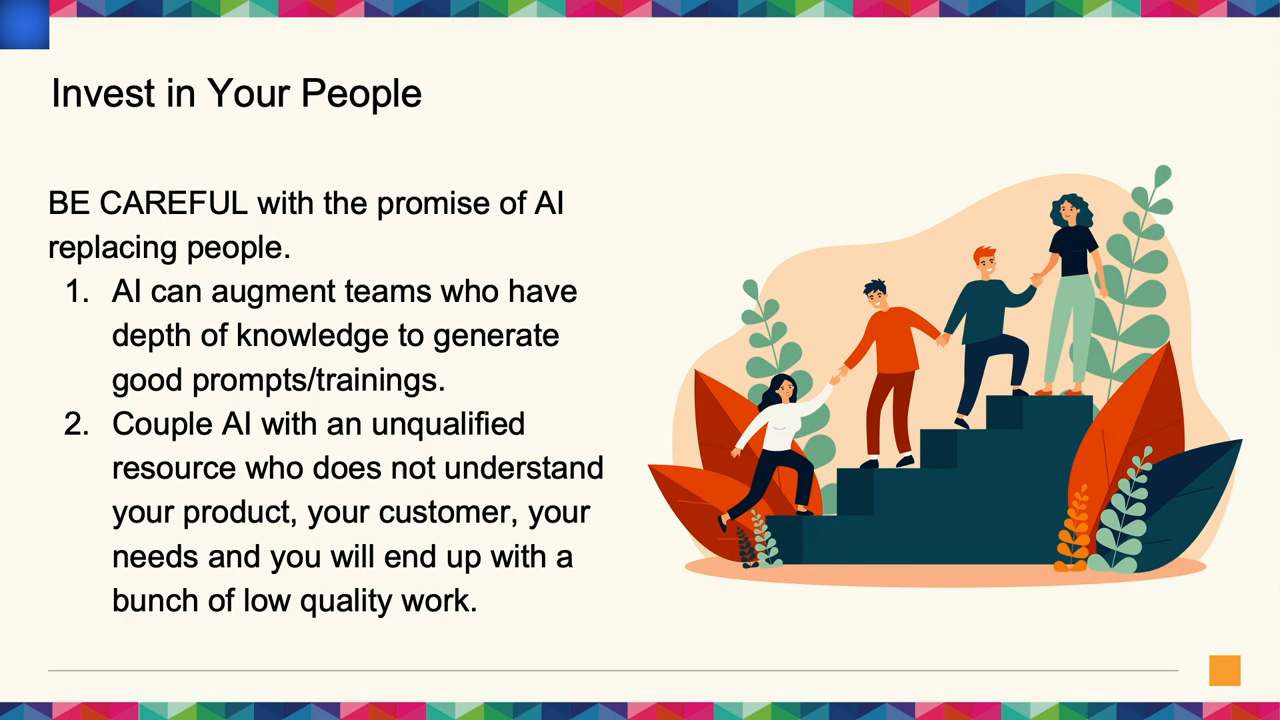 Invest in Your People
BE CAREFUL with the promise of AI
replacing people.
1. AI can augment teams who have
depth of knowledge to generate
good prompts/trainings.
2. Couple AI with an unqualified
resource who does not understand
your product, your customer, your
needs and you will end up with a
bunch of low quality work.